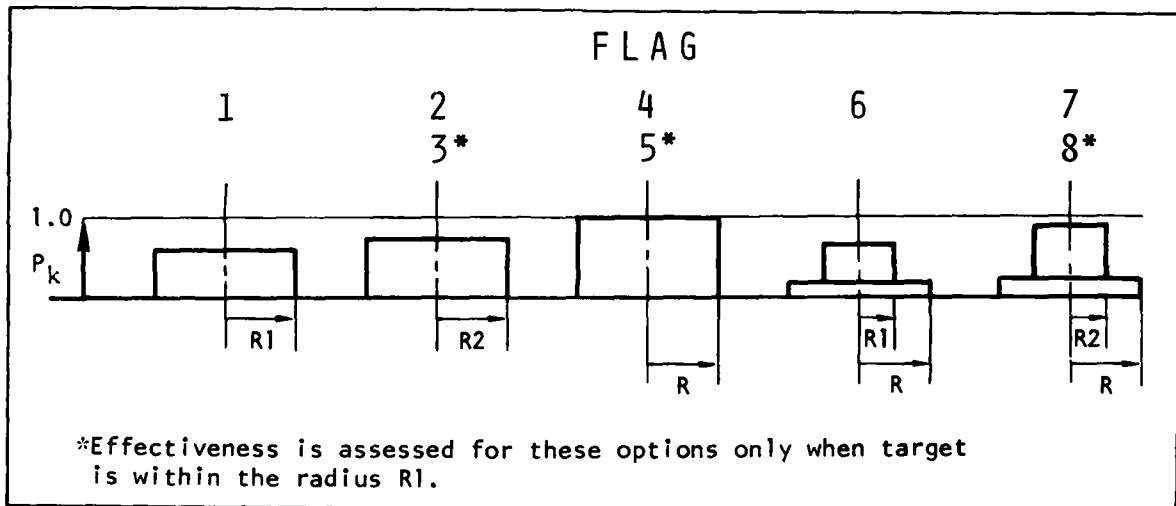 FLAG
1 2 4 6 7
3* 5* 8*
1.0
Pk
R1 R2 R1 R2
R R R
*Effectiveness is assessed for these options only when target
is within the radius R1.